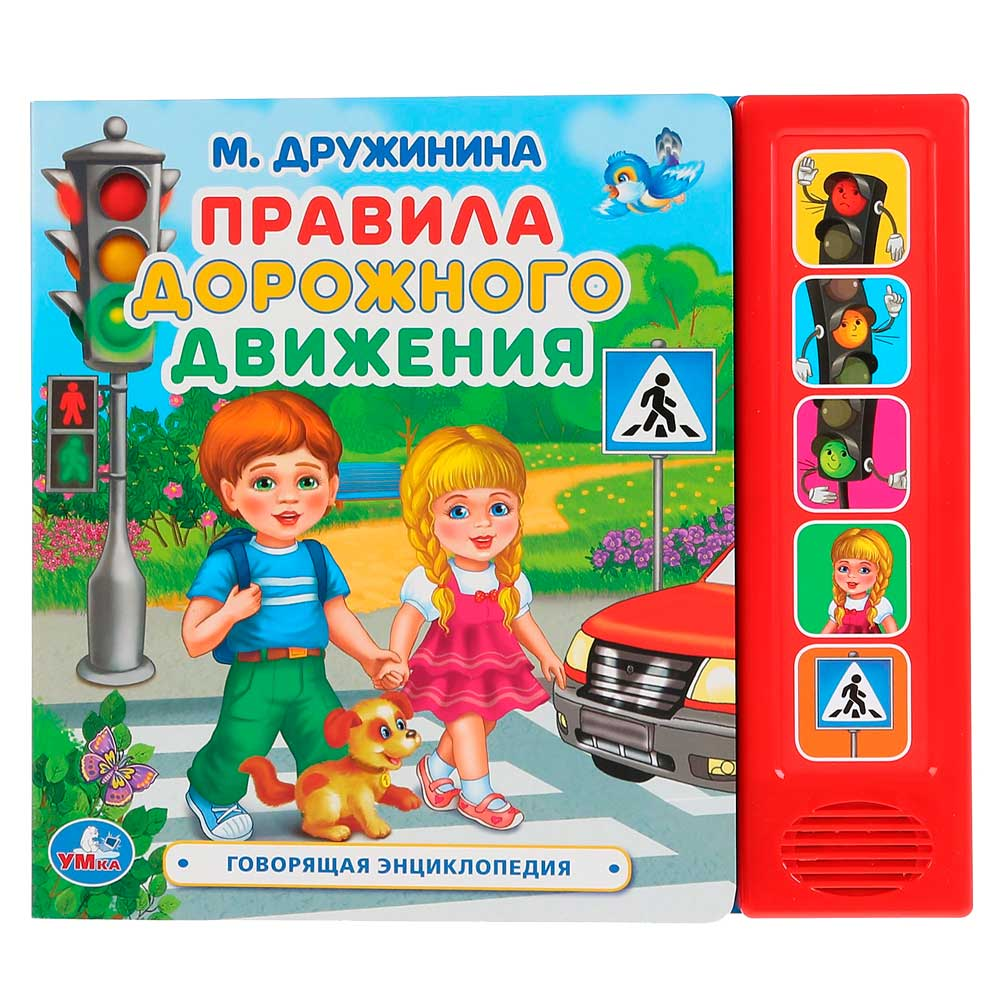 М. ДРУЖИНИНА
ПРАВИЛА
ДОРОЖНОГО
ДВИЖЕНИЯ
УМКА
ГОВОРЯЩАЯ ЭНЦИКЛОПЕДИЯ